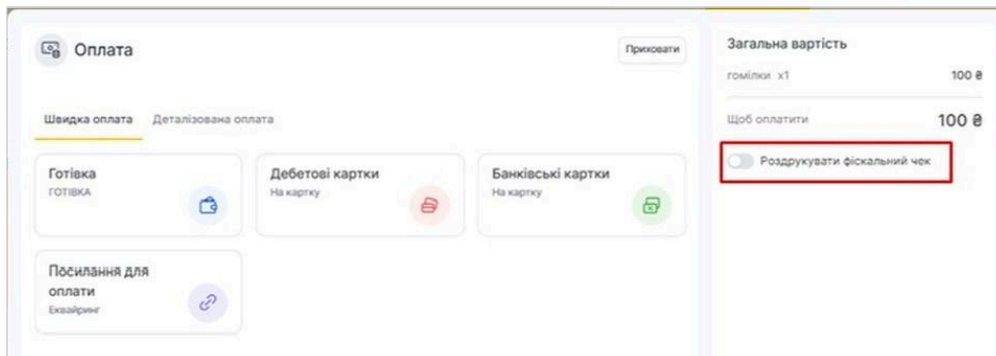 Оплата
Приховати
Швидка оплата Деталізована оплата
Готівка
ГОТІВКА
Дебетові картки
На картку
Банківські картки
На картку
Посилання для
оплати
Еквайринг
Загальна вартість
гомілки x1 100 ₴
Щоб оплатити 100 ₴
Роздрукувати фіскальний чек